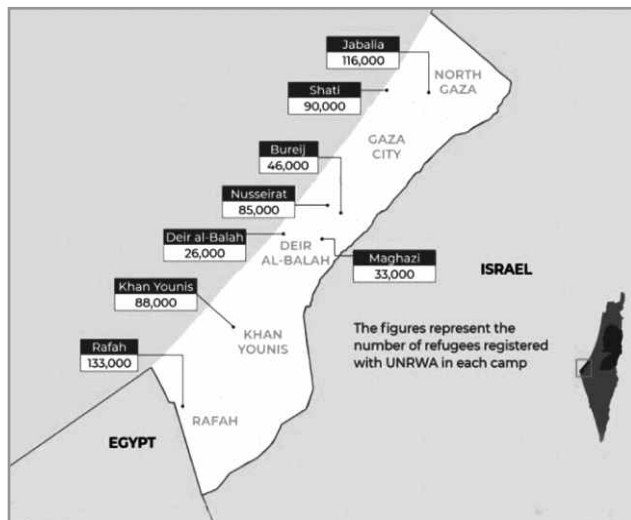 Jabalia
116,000
NORTH
GAZA
Shati
90,000
GAZA
CITY
Bureij
46,000
Nusseirat
85,000
Deir al-Balah
26,000
DEIR
AL-BALAH
Maghazi
33,000
ISRAEL
Khan Younis
88,000
KHAN
YOUNIS
The figures represent the
number of refugees registered
with UNRWA in each camp
Rafah
133,000
RAFAH
EGYPT